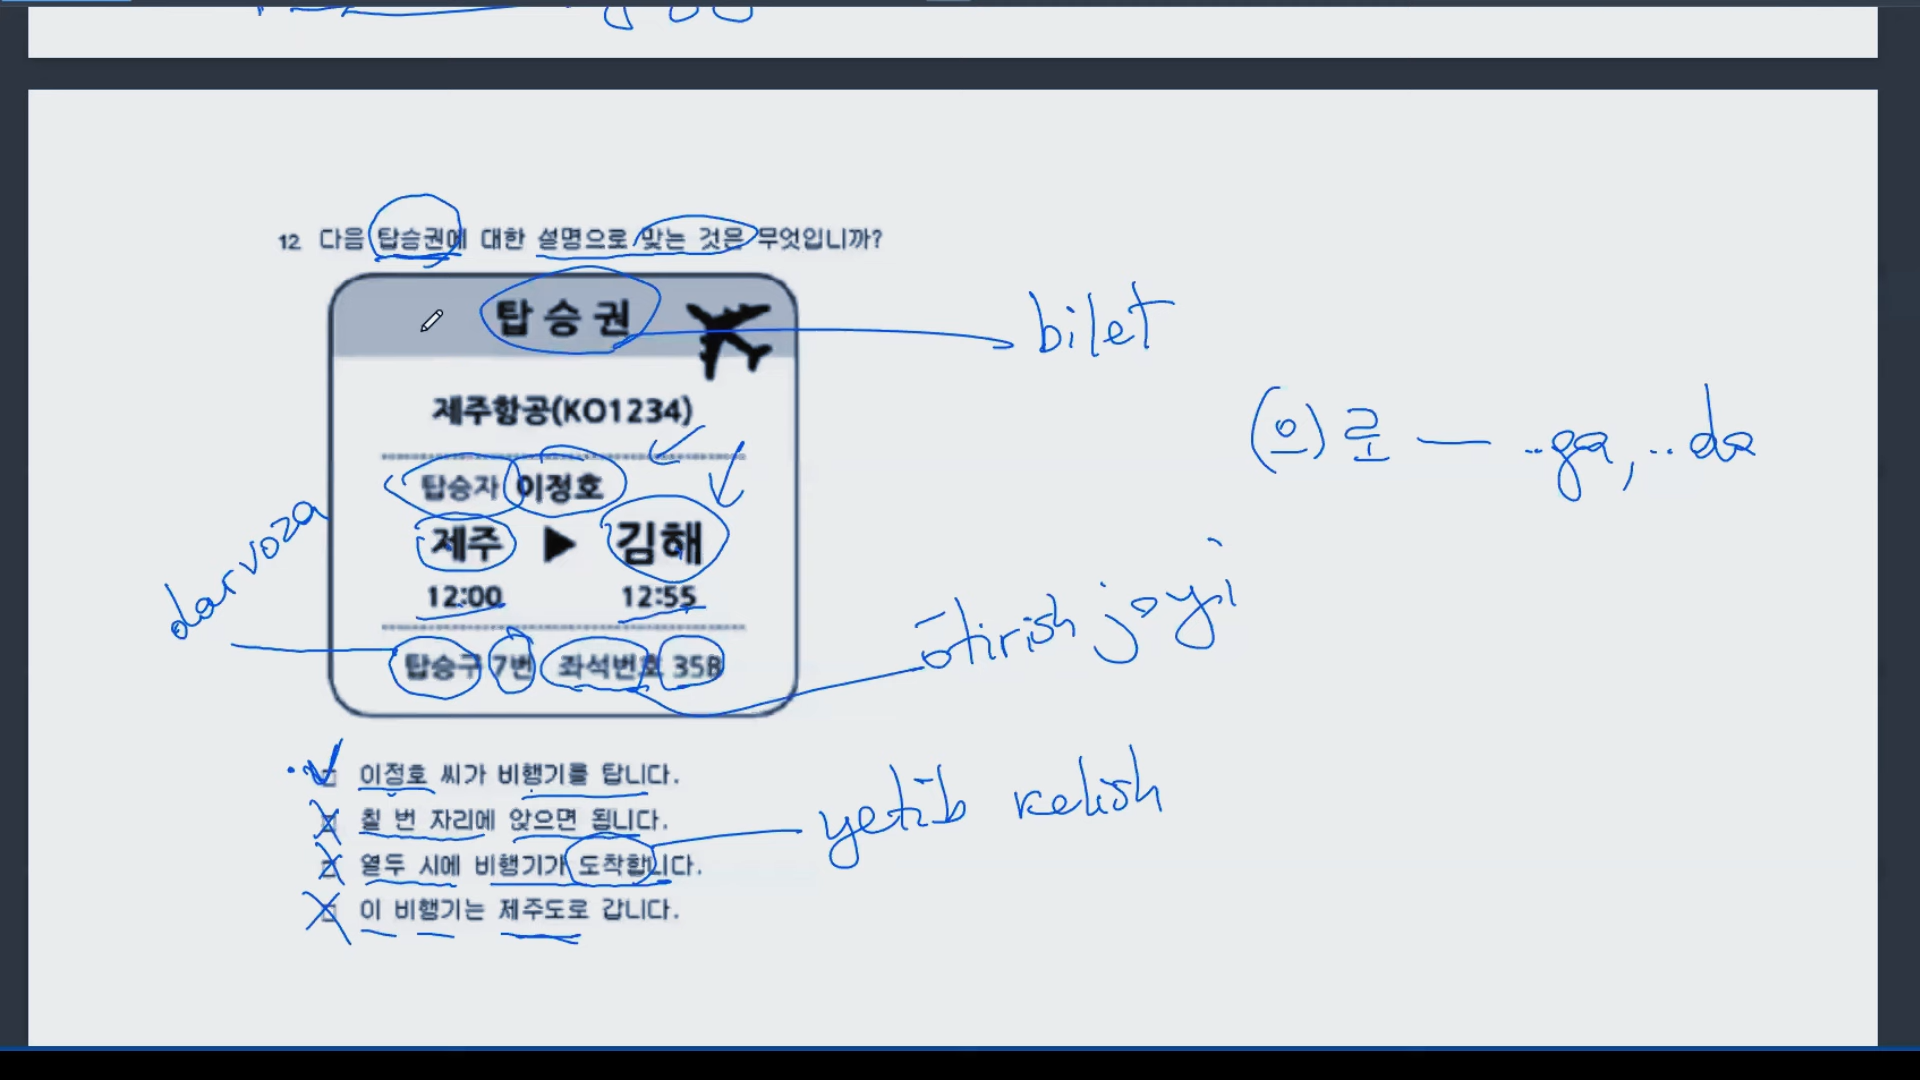 12 다음 탑승권에 대한 설명으로 맞는 것은 무엇입니까?
탑승권
bilet
제주항공(KO1234)
(으)로 — ..ga, ..da
탑승자 이정호
제주 ▶ 김해
12:00 12:55
darvoza
탑승구 7번 좌석번호 35B
o'tirish joyi
이정호 씨가 비행기를 탑니다.
칠 번 자리에 앉으면 됩니다.
yetib kelish
열두 시에 비행기가 도착합니다.
이 비행기는 제주도로 갑니다.